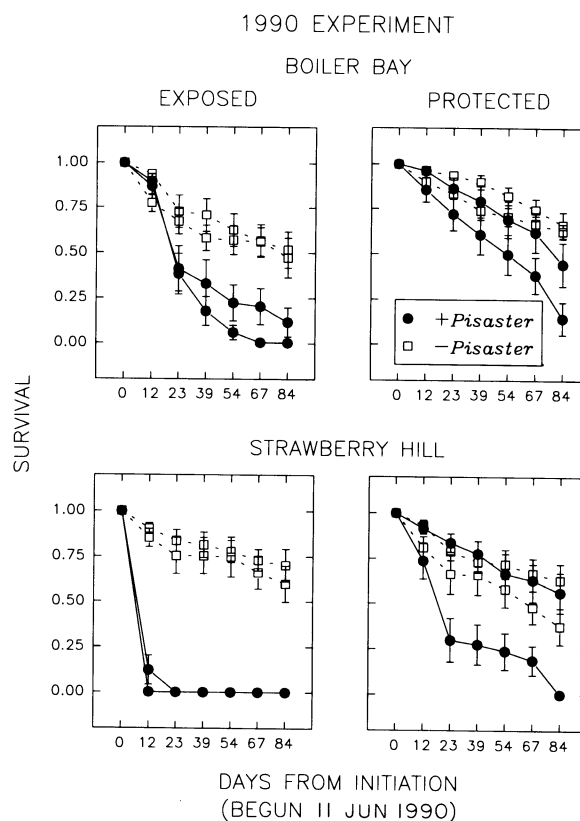 1990 EXPERIMENT
BOILER BAY
EXPOSED PROTECTED
1.00
0.75
0.50
0.25
0.00
0 12 23 39 54 67 84
0 12 23 39 54 67 84
+Pisaster
-Pisaster
SURVIVAL
STRAWBERRY HILL
1.00
0.75
0.50
0.25
0.00
0 12 23 39 54 67 84
0 12 23 39 54 67 84
DAYS FROM INITIATION
(BEGUN 11 JUN 1990)